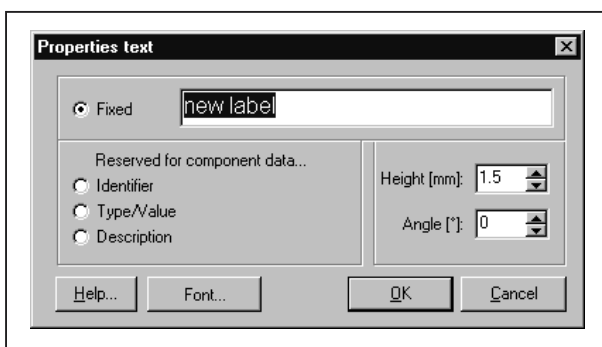 Properties text
Fixed
new label
Reserved for component data...
Identifier
Type/Value
Description
Height [mm]: 1.5
Angle [°]: 0
Help...
Font...
OK
Cancel